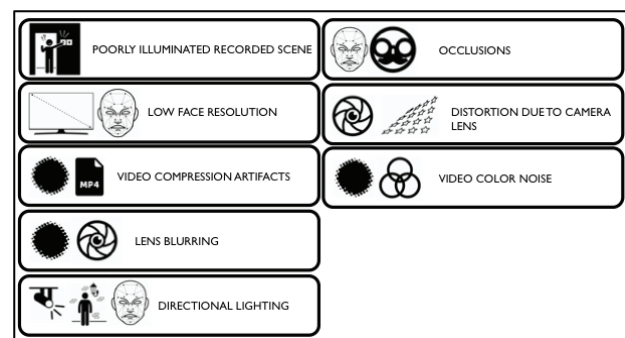 POORLY ILLUMINATED RECORDED SCENE
OCCLUSIONS
LOW FACE RESOLUTION
DISTORTION DUE TO CAMERA
LENS
MP4
VIDEO COMPRESSION ARTIFACTS
VIDEO COLOR NOISE
LENS BLURRING
DIRECTIONAL LIGHTING